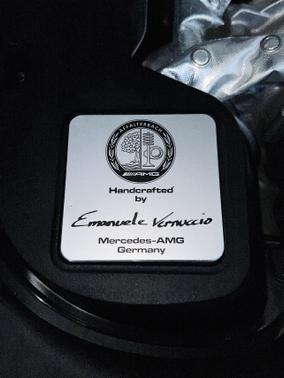 AFFALTERBACH
AMG
Handcrafted
by
Emanuele Vernuccio
Mercedes-AMG
Germany